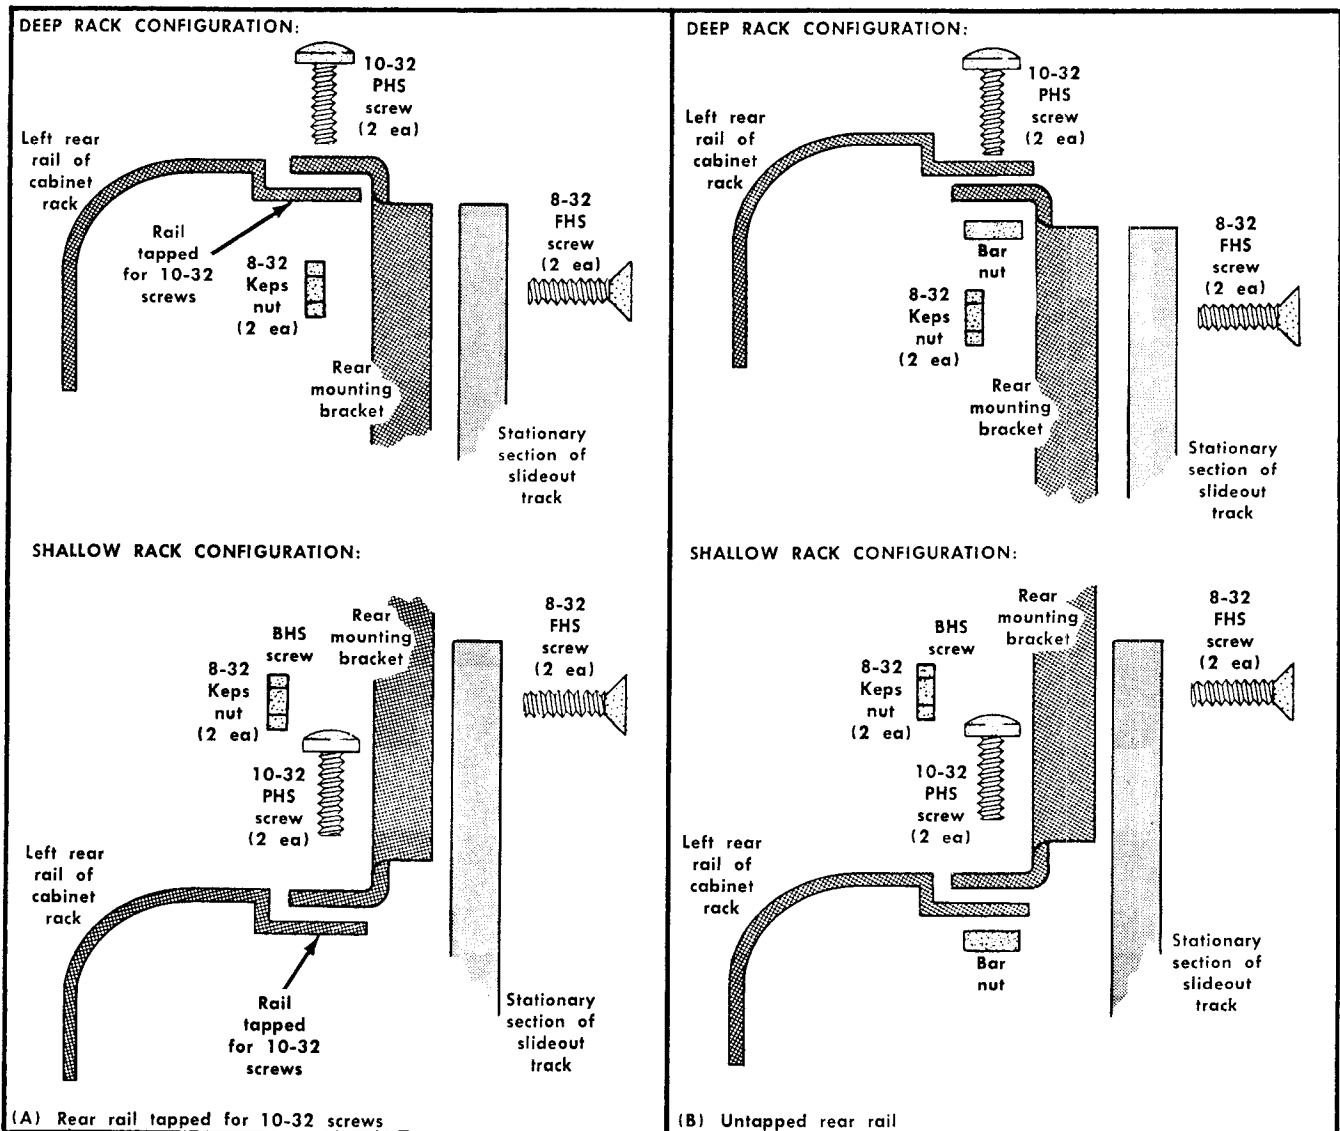 DEEP RACK CONFIGURATION:
10-32
PHS
screw
(2 ea)
Left rear
rail of
cabinet
rack
Rail
tapped
for 10-32
screws
8-32
Keps
nut
(2 ea)
8-32
FHS
screw
(2 ea)
Rear
mounting
bracket
Stationary
section of
slideout
track
SHALLOW RACK CONFIGURATION:
BHS
screw
8-32
Keps
nut
(2 ea)
Rear
mounting
bracket
8-32
FHS
screw
(2 ea)
10-32
PHS
screw
(2 ea)
Left rear
rail of
cabinet
rack
Rail
tapped
for 10-32
screws
Stationary
section of
slideout
track
(A) Rear rail tapped for 10-32 screws
DEEP RACK CONFIGURATION:
10-32
PHS
screw
(2 ea)
Left rear
rail of
cabinet
rack
Bar
nut
8-32
Keps
nut
(2 ea)
8-32
FHS
screw
(2 ea)
Rear
mounting
bracket
Stationary
section of
slideout
track
SHALLOW RACK CONFIGURATION:
BHS
screw
8-32
Keps
nut
(2 ea)
Rear
mounting
bracket
8-32
FHS
screw
(2 ea)
10-32
PHS
screw
(2 ea)
Left rear
rail of
cabinet
rack
Bar
nut
Stationary
section of
slideout
track
(B) Untapped rear rail